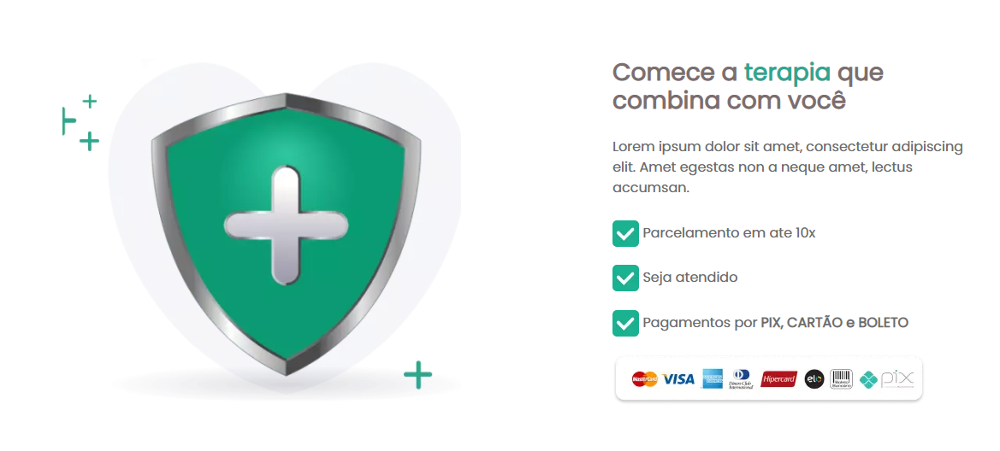 Comece a terapia que
combina com você
Lorem ipsum dolor sit amet, consectetur adipiscing
elit. Amet egestas non a neque amet, lectus
accumsan.
Parcelamento em ate 10x
Seja atendido
Pagamentos por PIX, CARTÃO e BOLETO
MasterCard VISA Diners Club International Hipercard elo Boleto Bancário pix